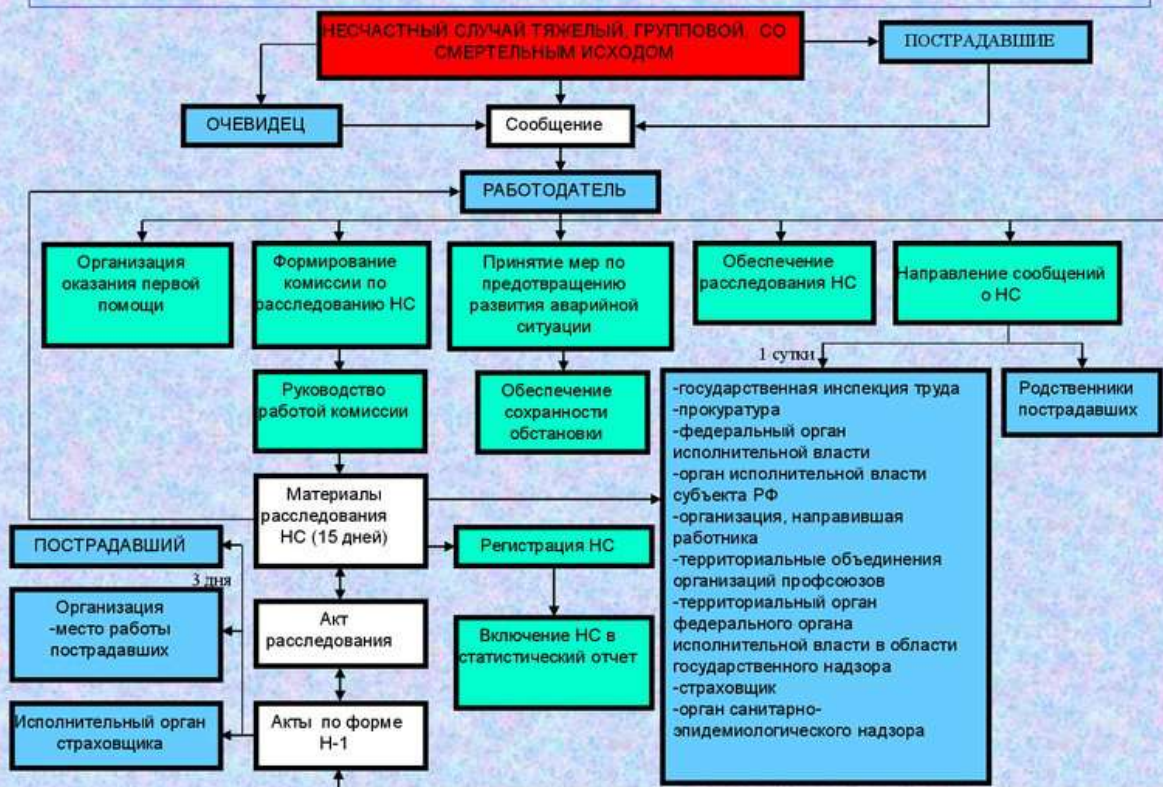 НЕСЧАСТНЫЙ СЛУЧАЙ ТЯЖЕЛЫЙ, ГРУППОВОЙ, СО
СМЕРТЕЛЬНЫМ ИСХОДОМ
ПОСТРАДАВШИЕ
ОЧЕВИДЕЦ
Сообщение
РАБОТОДАТЕЛЬ
Организация
оказания первой
помощи
Формирование
комиссии по
расследованию НС
Принятие мер по
предотвращению
развития аварийной
ситуации
Обеспечение
расследования НС
Направление сообщений
о НС
1 сутки
Руководство
работой комиссии
Обеспечение
сохранности
обстановки
-государственная инспекция труда
-прокуратура
-федеральный орган
исполнительной власти
-орган исполнительной власти
субъекта РФ
-организация, направившая
работника
-территориальные объединения
организаций профсоюзов
-территориальный орган
федерального органа
исполнительной власти в области
государственного надзора
-страховщик
-орган санитарно-
эпидемиологического надзора
Родственники
пострадавших
Материалы
расследования
НС (15 дней)
ПОСТРАДАВШИЙ
3 дня
Регистрация НС
Организация
-место работы
пострадавших
Акт
расследования
Включение НС в
статистический отчет
Исполнительный орган
страховщика
Акты по форме
Н-1